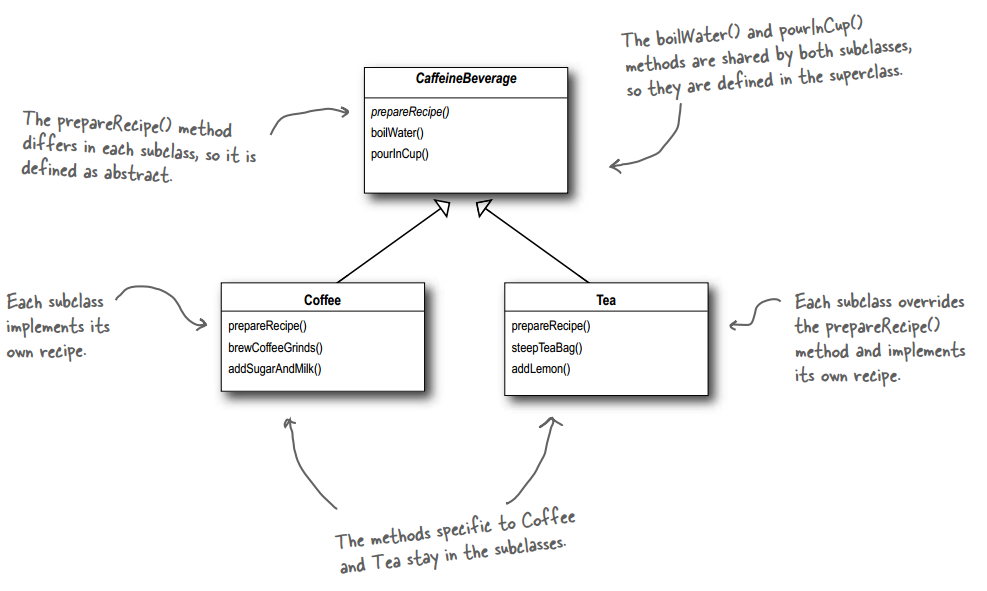 The boilWater() and pourInCup()
methods are shared by both subclasses,
so they are defined in the superclass.
CaffeineBeverage
prepareRecipe()
boilWater()
pourInCup()
The prepareRecipe() method
differs in each subclass, so it is
defined as abstract.
Each subclass
implements its
own recipe.
Coffee
prepareRecipe()
brewCoffeeGrinds()
addSugarAndMilk()
Tea
prepareRecipe()
steepTeaBag()
addLemon()
Each subclass overrides
the prepareRecipe()
method and implements
its own recipe.
The methods specific to Coffee
and Tea stay in the subclasses.